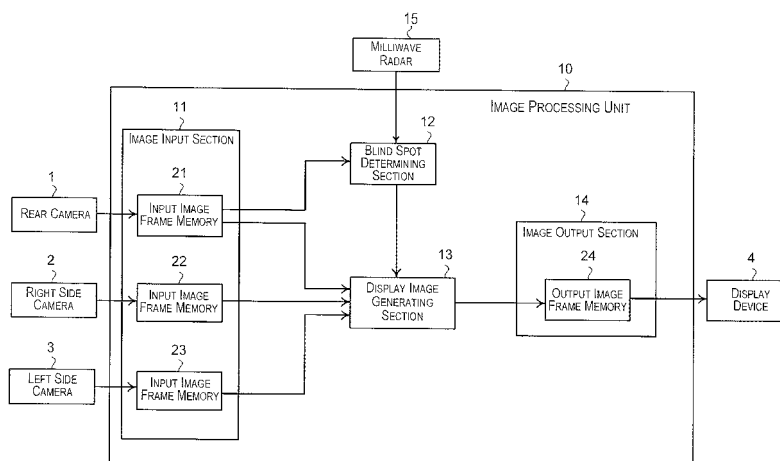 15
MILLIWAVE
RADAR
10
IMAGE PROCESSING UNIT
11
IMAGE INPUT SECTION
12
BLIND SPOT
DETERMINING
SECTION
1
REAR CAMERA
21
INPUT IMAGE
FRAME MEMORY
14
IMAGE OUTPUT SECTION
2
RIGHT SIDE
CAMERA
22
INPUT IMAGE
FRAME MEMORY
13
DISPLAY IMAGE
GENERATING
SECTION
24
OUTPUT IMAGE
FRAME MEMORY
4
DISPLAY
DEVICE
3
LEFT SIDE
CAMERA
23
INPUT IMAGE
FRAME MEMORY